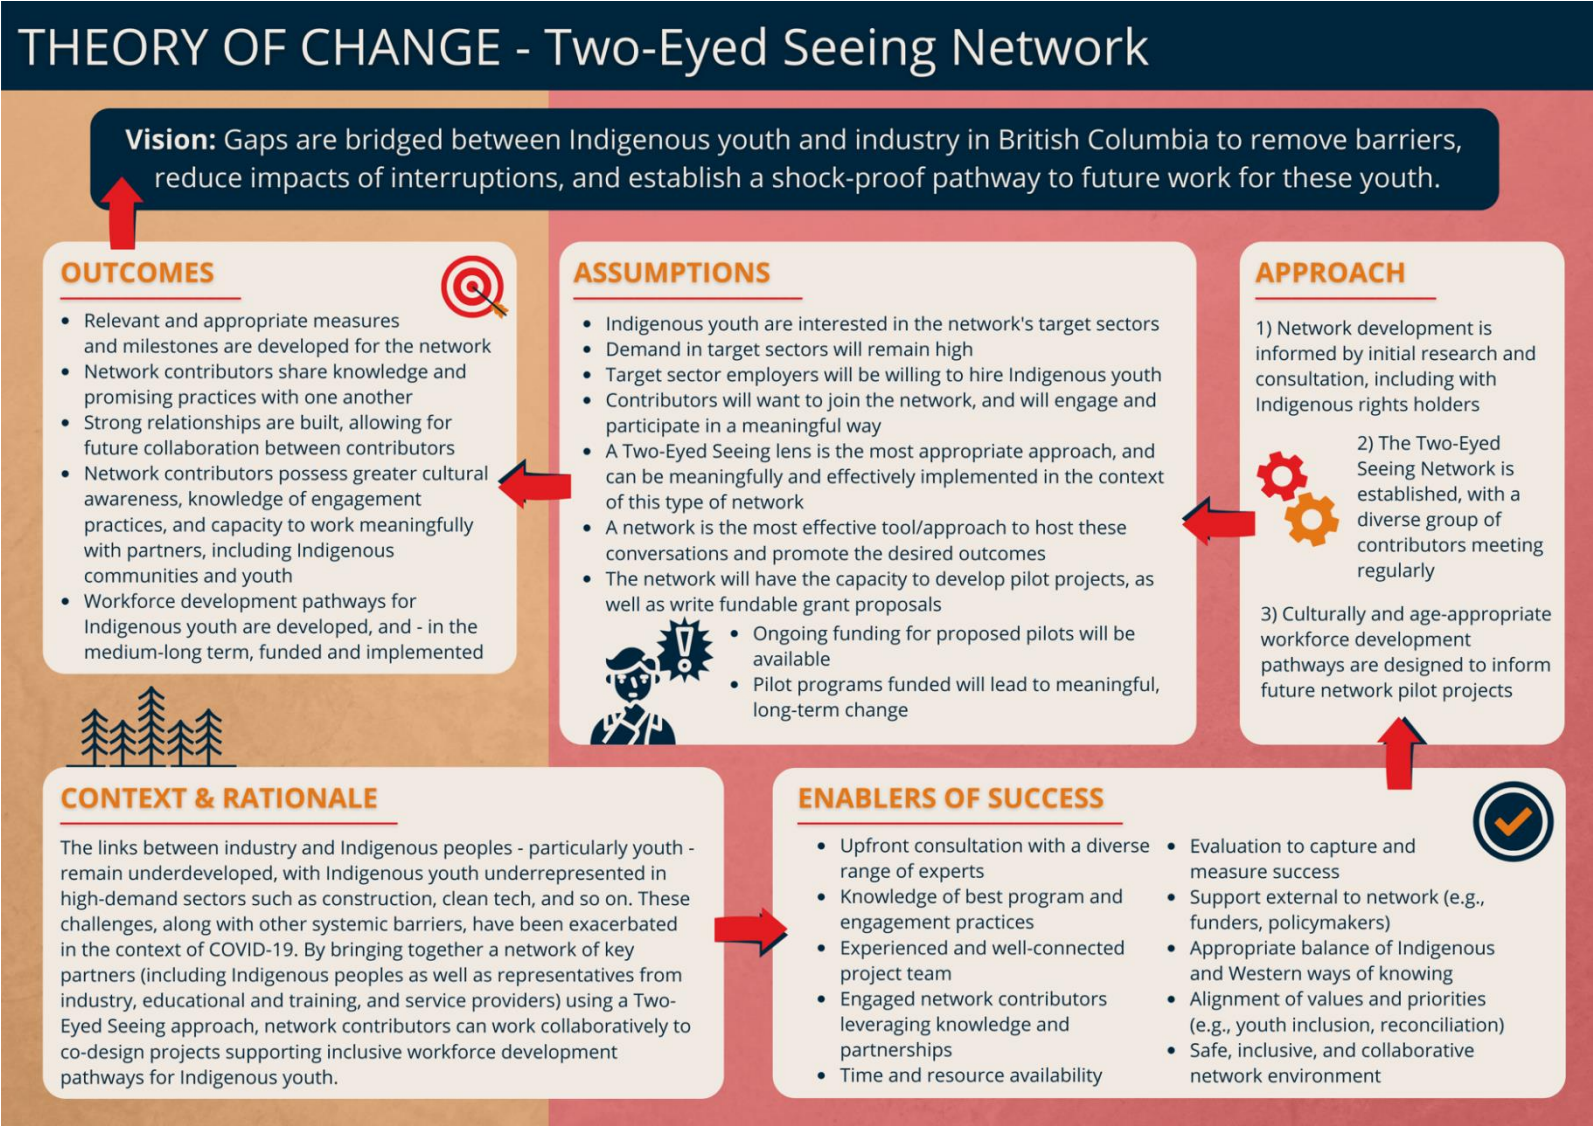 THEORY OF CHANGE - Two-Eyed Seeing Network
Vision: Gaps are bridged between Indigenous youth and industry in British Columbia to remove barriers,
reduce impacts of interruptions, and establish a shock-proof pathway to future work for these youth.
OUTCOMES
• Relevant and appropriate measures
and milestones are developed for the network
• Network contributors share knowledge and
promising practices with one another
• Strong relationships are built, allowing for
future collaboration between contributors
• Network contributors possess greater cultural
awareness, knowledge of engagement
practices, and capacity to work meaningfully
with partners, including Indigenous
communities and youth
• Workforce development pathways for
Indigenous youth are developed, and - in the
medium-long term, funded and implemented
ASSUMPTIONS
• Indigenous youth are interested in the network's target sectors
• Demand in target sectors will remain high
• Target sector employers will be willing to hire Indigenous youth
• Contributors will want to join the network, and will engage and
participate in a meaningful way
• A Two-Eyed Seeing lens is the most appropriate approach, and
can be meaningfully and effectively implemented in the context
of this type of network
• A network is the most effective tool/approach to host these
conversations and promote the desired outcomes
• The network will have the capacity to develop pilot projects, as
well as write fundable grant proposals
• Ongoing funding for proposed pilots will be
available
• Pilot programs funded will lead to meaningful,
long-term change
APPROACH
1) Network development is
informed by initial research and
consultation, including with
Indigenous rights holders
2) The Two-Eyed
Seeing Network is
established, with a
diverse group of
contributors meeting
regularly
3) Culturally and age-appropriate
workforce development
pathways are designed to inform
future network pilot projects
CONTEXT & RATIONALE
The links between industry and Indigenous peoples - particularly youth -
remain underdeveloped, with Indigenous youth underrepresented in
high-demand sectors such as construction, clean tech, and so on. These
challenges, along with other systemic barriers, have been exacerbated
in the context of COVID-19. By bringing together a network of key
partners (including Indigenous peoples as well as representatives from
industry, educational and training, and service providers) using a Two-
Eyed Seeing approach, network contributors can work collaboratively to
co-design projects supporting inclusive workforce development
pathways for Indigenous youth.
ENABLERS OF SUCCESS
• Upfront consultation with a diverse
range of experts
• Knowledge of best program and
engagement practices
• Experienced and well-connected
project team
• Engaged network contributors
leveraging knowledge and
partnerships
• Time and resource availability
• Evaluation to capture and
measure success
• Support external to network (e.g.,
funders, policymakers)
• Appropriate balance of Indigenous
and Western ways of knowing
• Alignment of values and priorities
(e.g., youth inclusion, reconciliation)
• Safe, inclusive, and collaborative
network environment